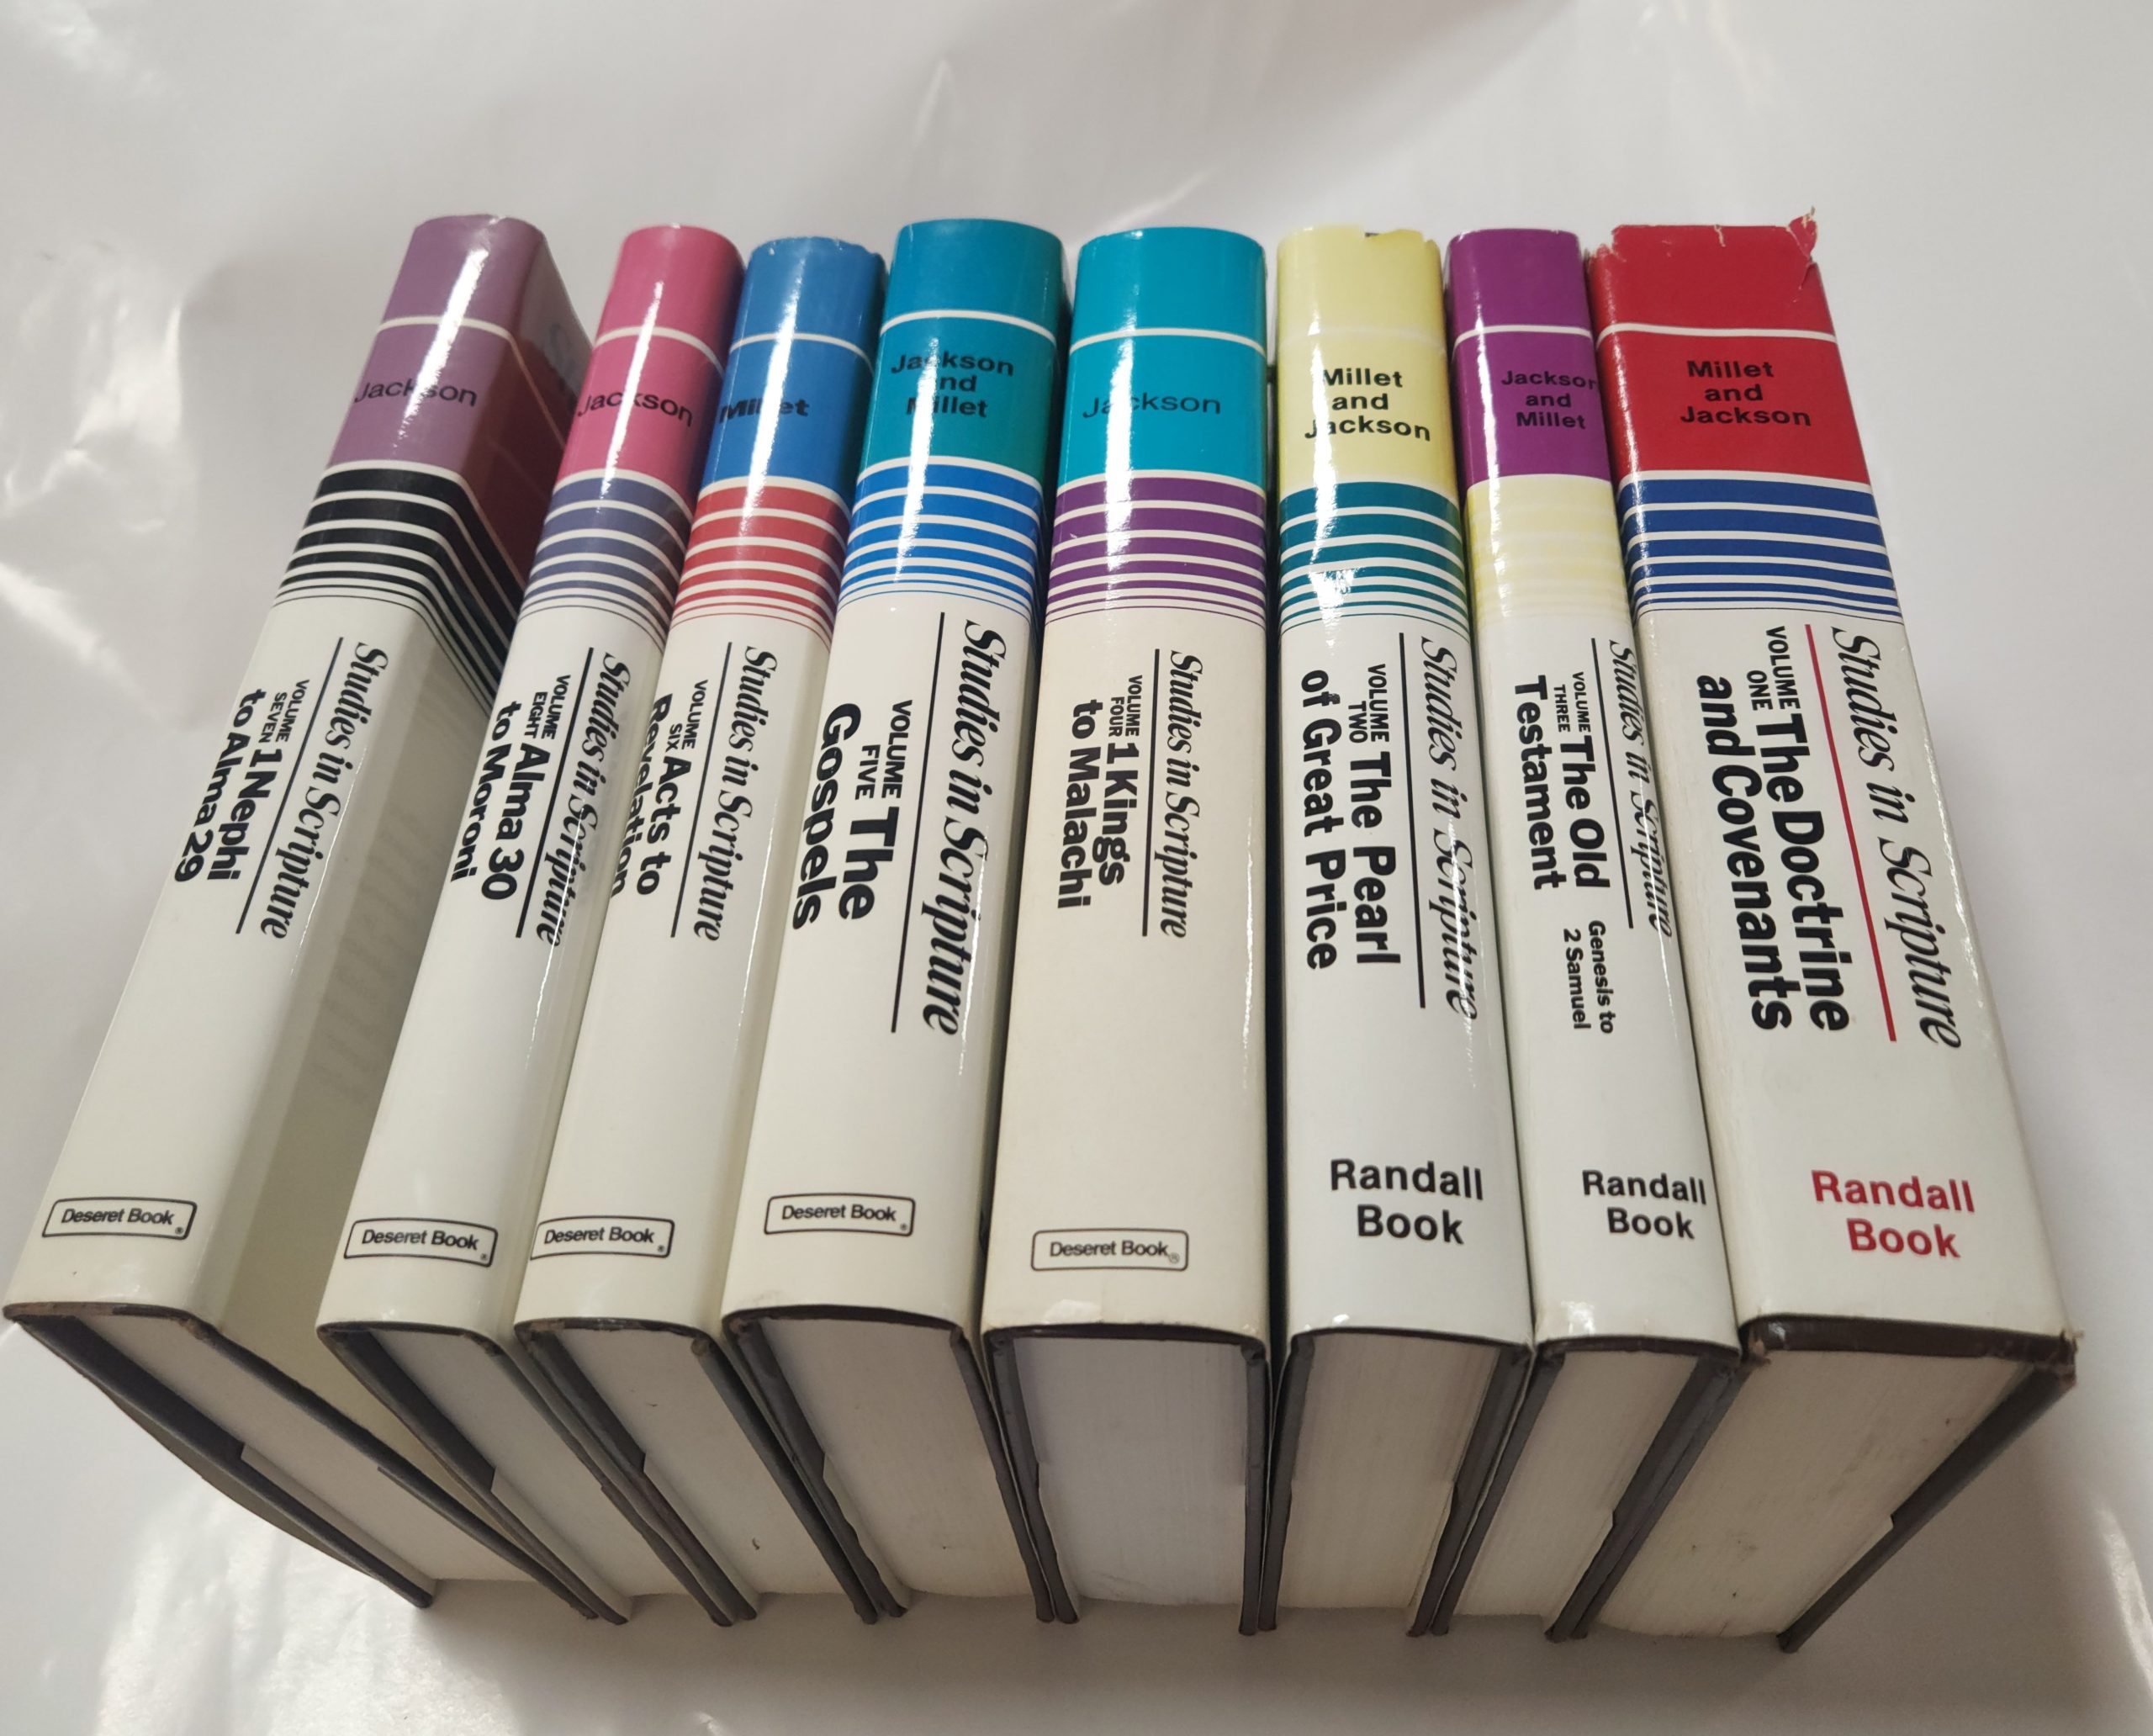 Jackson
Studies in Scripture
VOLUME SEVEN 1 Nephi
to Alma 29
Deseret Book®
Jackson
Studies in Scripture
VOLUME EIGHT Alma 30
to Moroni
Deseret Book®
Millet
Studies in Scripture
VOLUME SIX Acts to
Revelation
Deseret Book®
Jackson
and
Millet
Studies in Scripture
VOLUME FIVE The
Gospels
Deseret Book®
Jackson
Studies in Scripture
VOLUME FOUR 1 Kings
to Malachi
Deseret Book®
Millet
and
Jackson
Studies in Scripture
VOLUME TWO The Pearl
of Great Price
Randall
Book
Jackson
and
Millet
Studies in Scripture
VOLUME THREE The Old
Testament
Genesis to
2 Samuel
Randall
Book
Millet
and
Jackson
Studies in Scripture
VOLUME ONE The Doctrine
and Covenants
Randall
Book